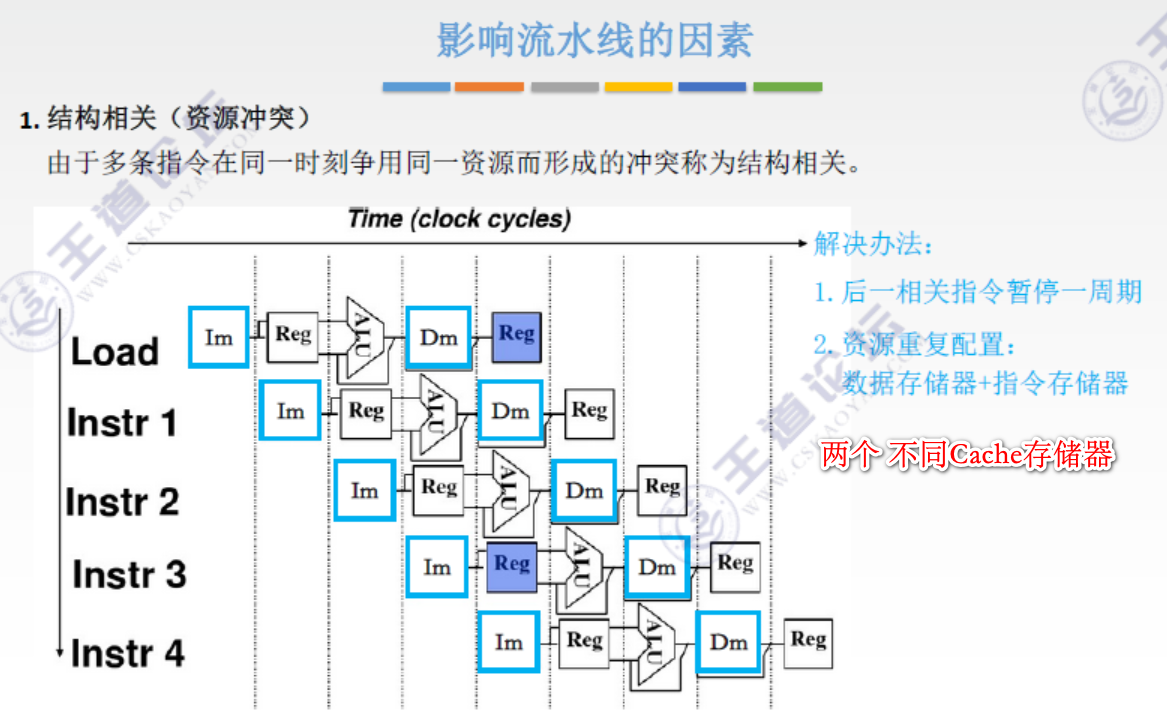 影响流水线的因素
1. 结构相关（资源冲突）
由于多条指令在同一时刻争用同一资源而形成的冲突称为结构相关。
Time (clock cycles)
解决办法：
1. 后一相关指令暂停一周期
2. 资源重复配置：
数据存储器+指令存储器
两个 不同Cache存储器
Load Im Reg ALU Dm Reg
Instr 1 Im Reg ALU Dm Reg
Instr 2 Im Reg ALU Dm Reg
Instr 3 Im Reg ALU Dm Reg
Instr 4 Im Reg ALU Dm Reg
王道论坛
WWW.CSKAOYAN.COM
王道论坛
WWW.CSKAOYAN.COM